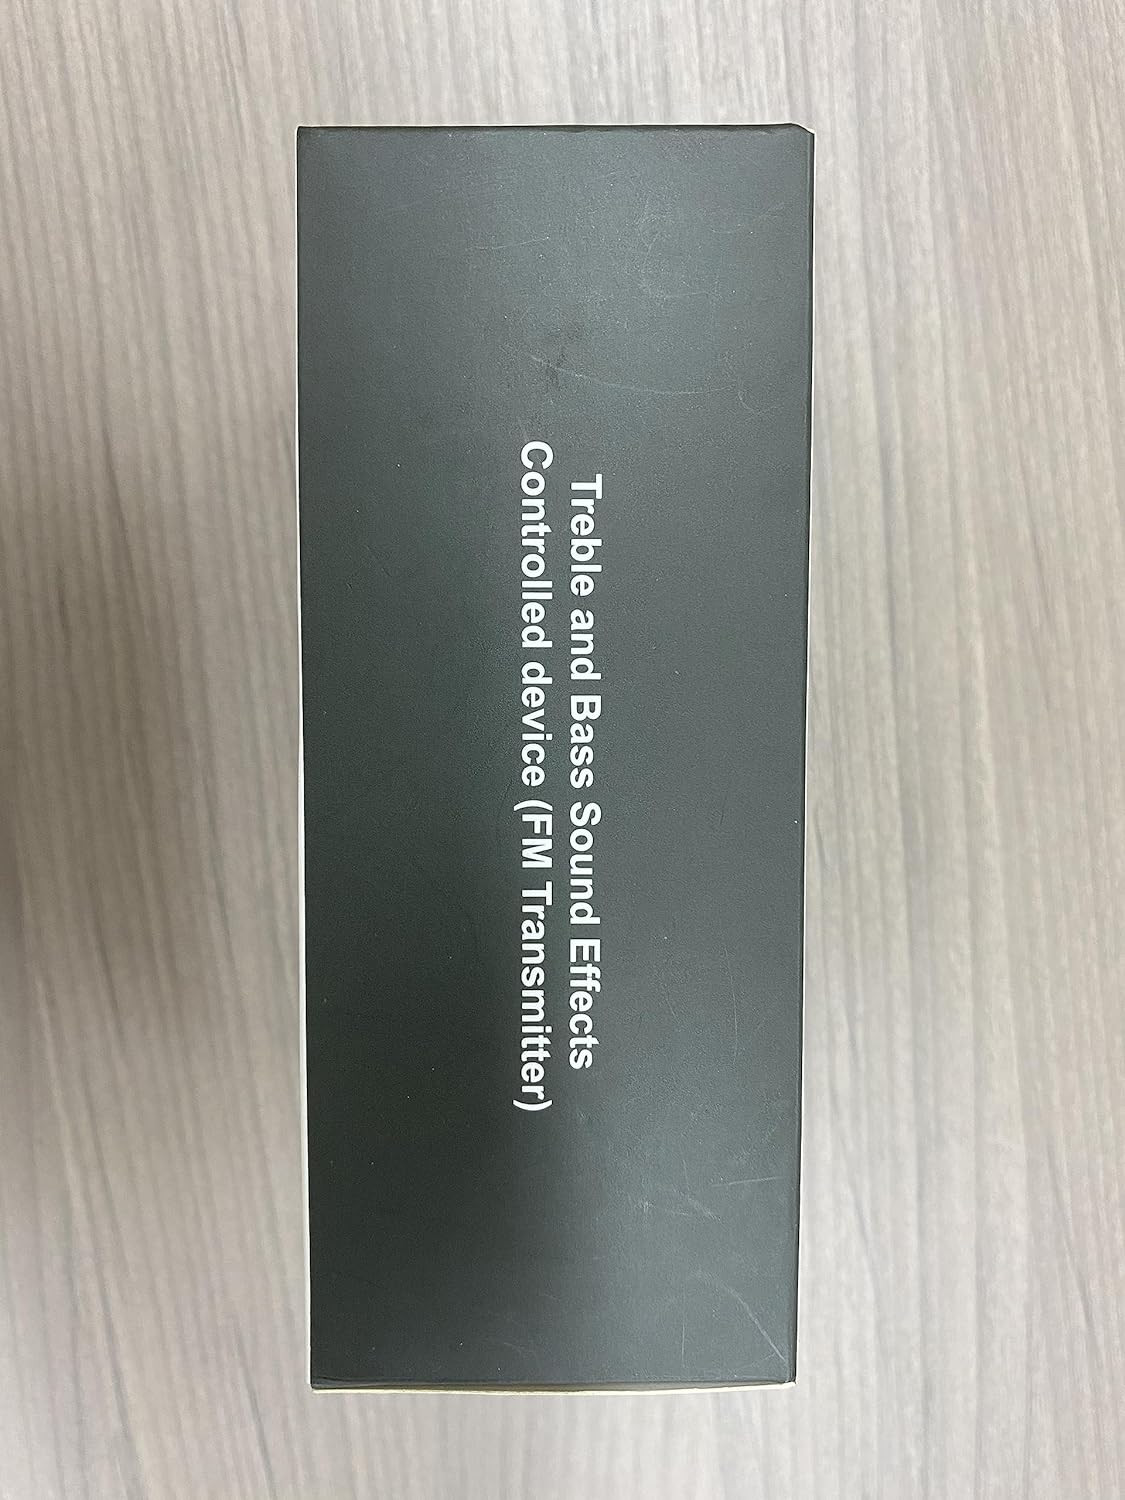 Treble and Bass Sound Effects
Controlled device (FM Transmitter)